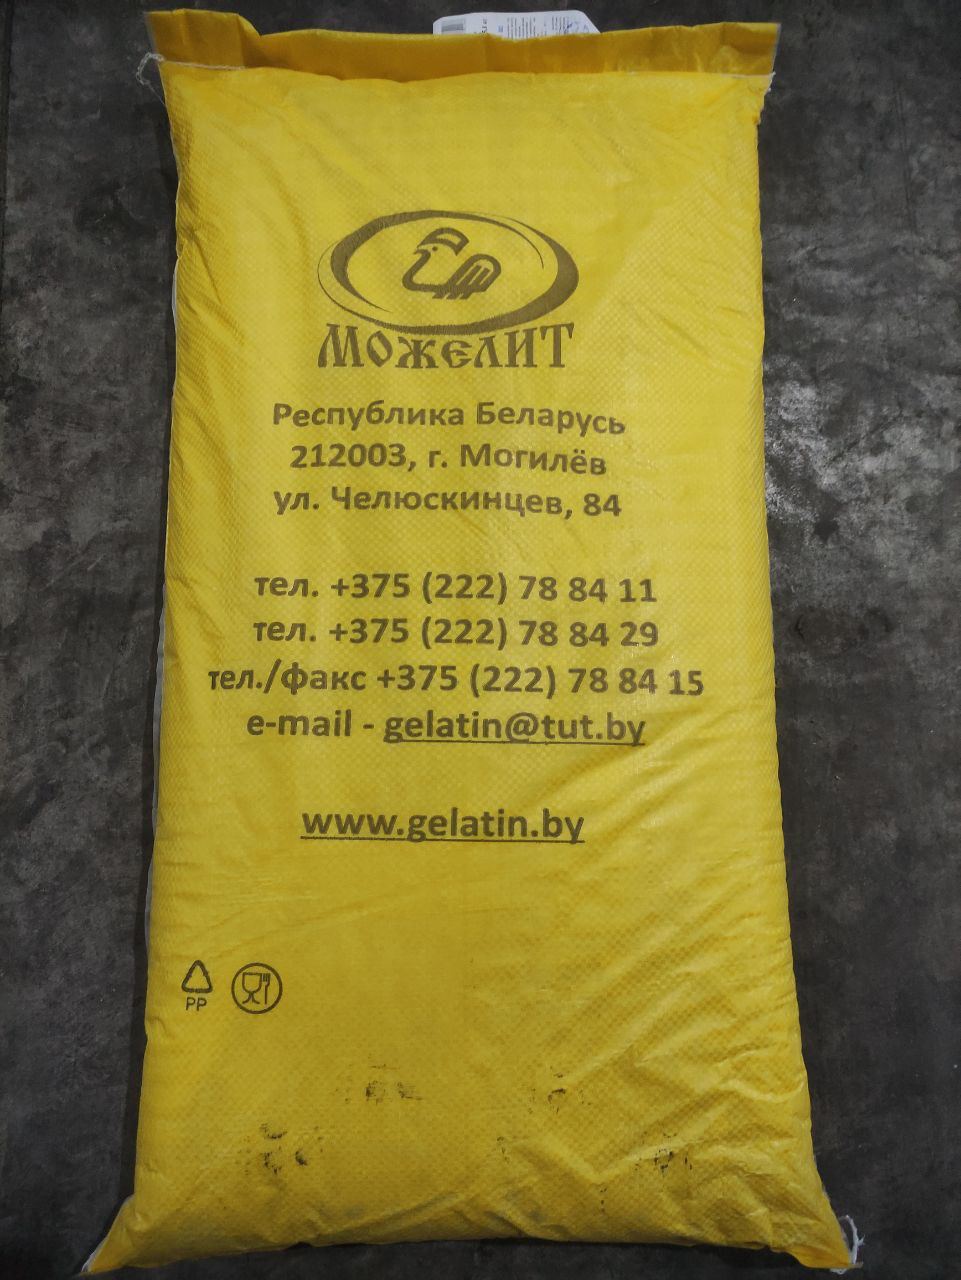 Можелит
Республика Беларусь
212003, г. Могилёв
ул. Челюскинцев, 84
тел. +375 (222) 78 84 11
тел. +375 (222) 78 84 29
тел./факс +375 (222) 78 84 15
e-mail - gelatin@tut.by
www.gelatin.by
PP